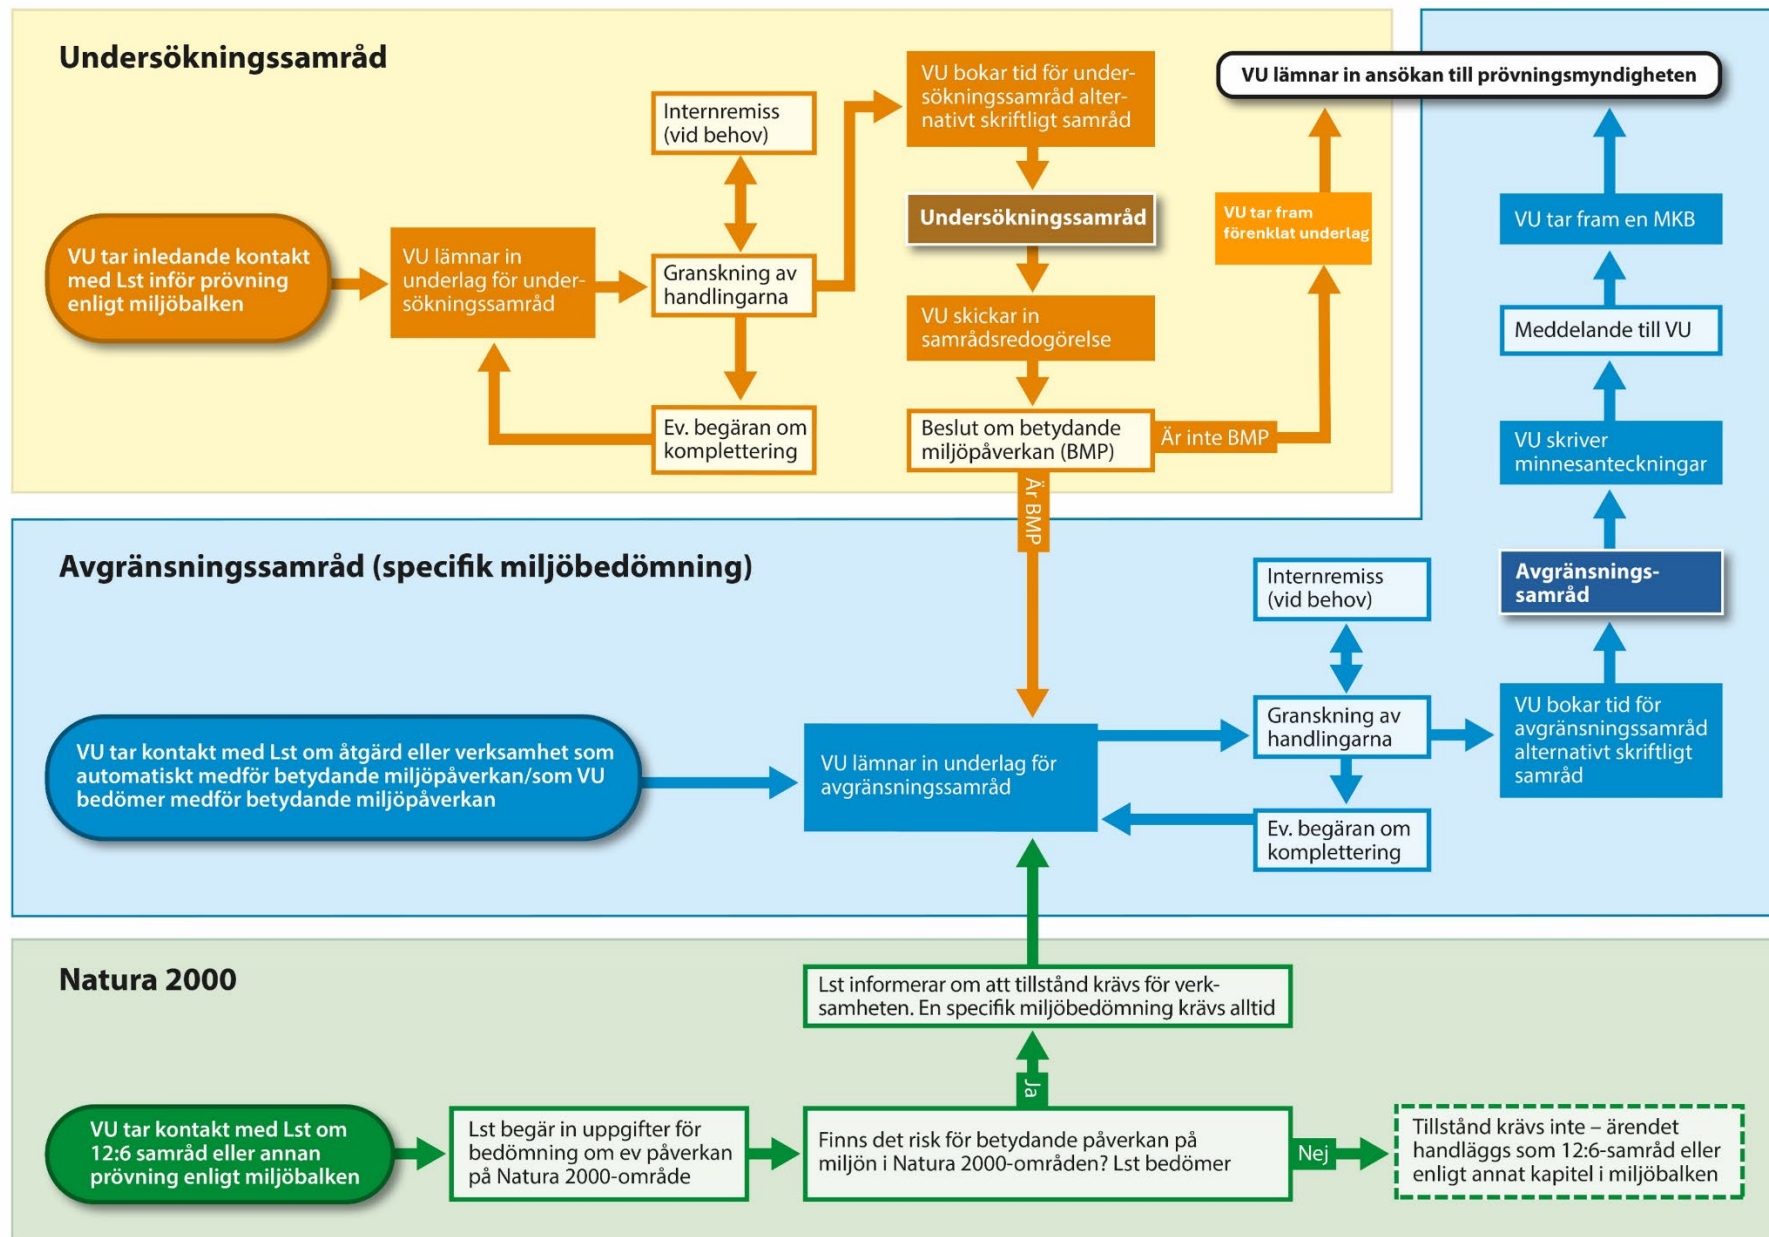 Undersökningssamråd
VU tar inledande kontakt
med Lst inför prövning
enligt miljöbalken
VU lämnar in
underlag för under-
sökningssamråd
Internremiss
(vid behov)
Granskning av
handlingarna
Ev. begäran om
komplettering
VU bokar tid för under-
sökningssamråd alter-
nativt skriftligt samråd
Undersökningssamråd
VU skickar in
samrådsredogörelse
Beslut om betydande
miljöpåverkan (BMP)
Är inte BMP
Är BMP
VU tar fram
förenklat underlag
VU lämnar in ansökan till prövningsmyndigheten
VU tar fram en MKB
Meddelande till VU
VU skriver
minnesanteckningar
Avgränsnings-
samråd
VU bokar tid för
avgränsningssamråd
alternativt skriftligt
samråd
Avgränsningssamråd (specifik miljöbedömning)
VU tar kontakt med Lst om åtgärd eller verksamhet som
automatiskt medför betydande miljöpåverkan/som VU
bedömer medför betydande miljöpåverkan
VU lämnar in underlag för
avgränsningssamråd
Internremiss
(vid behov)
Granskning av
handlingarna
Ev. begäran om
komplettering
Natura 2000
VU tar kontakt med Lst om
12:6 samråd eller annan
prövning enligt miljöbalken
Lst begär in uppgifter för
bedömning om ev påverkan
på Natura 2000-område
Lst informerar om att tillstånd krävs för verk-
samheten. En specifik miljöbedömning krävs alltid
Ja
Finns det risk för betydande påverkan på
miljön i Natura 2000-områden? Lst bedömer
Nej
Tillstånd krävs inte – ärendet
handläggs som 12:6-samråd eller
enligt annat kapitel i miljöbalken